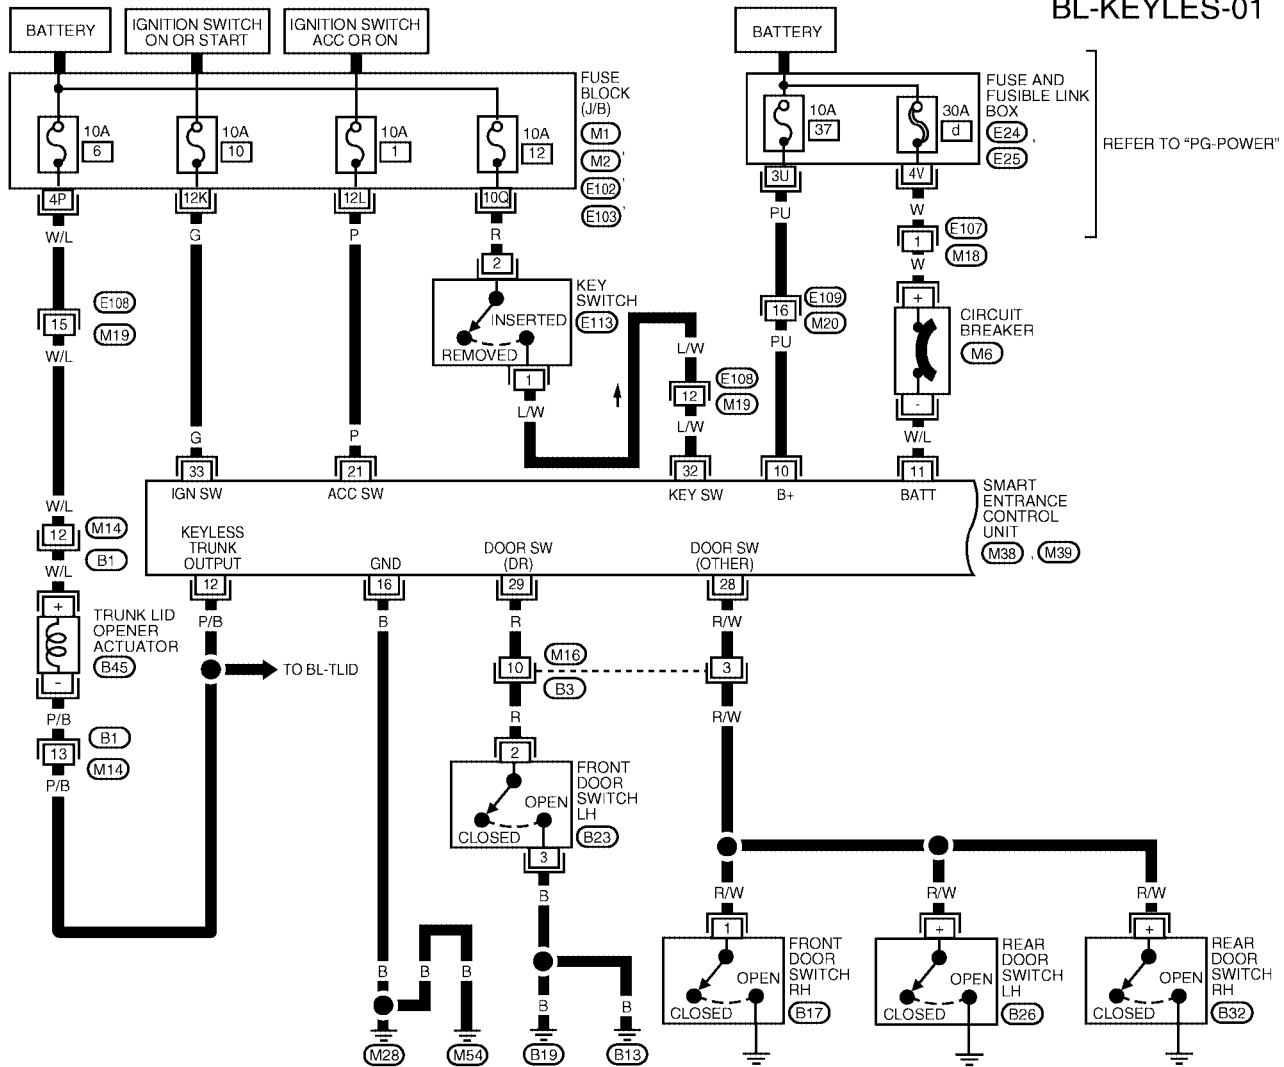 BL-KEYLES-01
BATTERY
IGNITION SWITCH
ON OR START
IGNITION SWITCH
ACC OR ON
BATTERY
FUSE
BLOCK
(J/B)
M1 ,
M2 ,
E102 ,
E103
10A
6
10A
10
10A
1
10A
12
10A
37
30A
d
FUSE AND
FUSIBLE LINK
BOX
E24 ,
E25
REFER TO "PG-POWER"
4P
12K
12L
10Q
3U
4V
W/L
G
P
R
PU
W
2
1
E107
M18
W
KEY
SWITCH
E113
INSERTED
REMOVED
1
L/W
15
E108
M19
W/L
16
E109
M20
PU
+
CIRCUIT
BREAKER
M6
-
W/L
L/W
12
E108
M19
L/W
G
P
33
21
32
10
11
IGN SW
ACC SW
KEY SW
B+
BATT
SMART
ENTRANCE
CONTROL
UNIT
M38 , M39
KEYLESS
TRUNK
OUTPUT
GND
DOOR SW
(DR)
DOOR SW
(OTHER)
12
16
29
28
W/L
12
M14
B1
W/L
+
TRUNK LID
OPENER
ACTUATOR
B45
-
P/B
13
B1
M14
P/B
P/B
TO BL-TLID
B
R
R/W
10
M16
B3
3
R
R/W
2
FRONT
DOOR
SWITCH
LH
B23
OPEN
CLOSED
3
B
R/W
R/W
R/W
1
+
+
FRONT
DOOR
SWITCH
RH
B17
OPEN
CLOSED
REAR
DOOR
SWITCH
LH
B26
OPEN
CLOSED
REAR
DOOR
SWITCH
RH
B32
OPEN
CLOSED
B
B
B
B
B
M28
M54
B19
B13